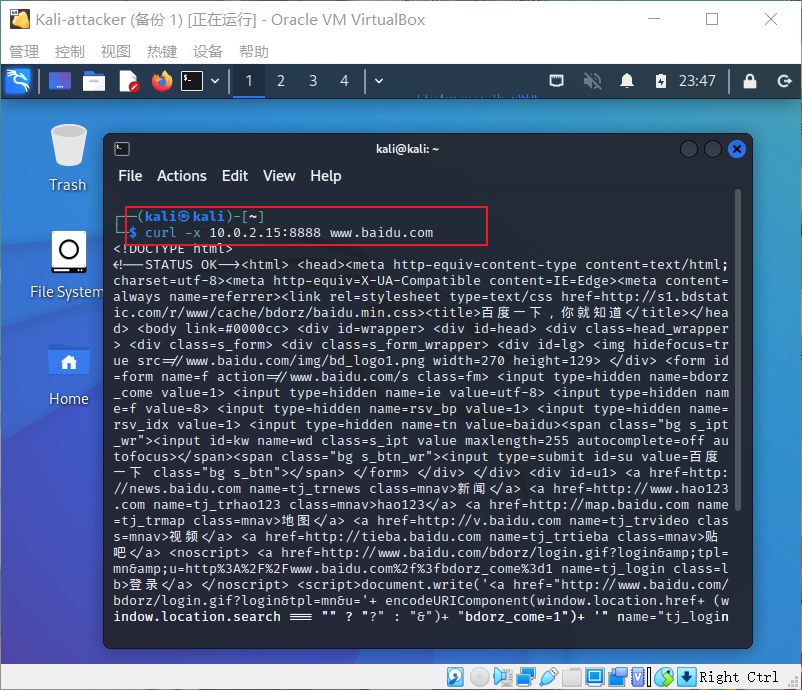 Kali-attacker (备份 1) [正在运行] - Oracle VM VirtualBox
管理 控制 视图 热键 设备 帮助
1 2 3 4 23:47
Trash
File System
Home
kali@kali: ~
File Actions Edit View Help
(kali㉿kali)-[~]
$ curl -x 10.0.2.15:8888 www.baidu.com
<!DOCTYPE html>
<!--STATUS OK--><html> <head><meta http-equiv=content-type content=text/html;
charset=utf-8><meta http-equiv=X-UA-Compatible content=IE=Edge><meta content=
always name=referrer><link rel=stylesheet type=text/css href=http://s1.bdstat
ic.com/r/www/cache/bdorz/baidu.min.css><title>百度一下，你就知道</title></hea
d> <body link=#0000cc> <div id=wrapper> <div id=head> <div class=head_wrapper
> <div class=s_form> <div class=s_form_wrapper> <div id=lg> <img hidefocus=tr
ue src=//www.baidu.com/img/bd_logo1.png width=270 height=129> </div> <form id
=form name=f action=//www.baidu.com/s class=fm> <input type=hidden name=bdorz
_come value=1> <input type=hidden name=ie value=utf-8> <input type=hidden nam
e=f value=8> <input type=hidden name=rsv_bp value=1> <input type=hidden name=
rsv_idx value=1> <input type=hidden name=tn value=baidu><span class="bg s_ipt
_wr"><input id=kw name=wd class=s_ipt value maxlength=255 autocomplete=off au
tofocus></span><span class="bg s_btn_wr"><input type=submit id=su value=百度
一下 class="bg s_btn"></span> </form> </div> </div> <div id=u1> <a href=http:
//news.baidu.com name=tj_trnews class=mnav>新闻</a> <a href=http://www.hao123
.com name=tj_trhao123 class=mnav>hao123</a> <a href=http://map.baidu.com name
=tj_trmap class=mnav>地图</a> <a href=http://v.baidu.com name=tj_trvideo clas
s=mnav>视频</a> <a href=http://tieba.baidu.com name=tj_trtieba class=mnav>贴
吧</a> <noscript> <a href=http://www.baidu.com/bdorz/login.gif?login&amp;tpl=
mn&amp;u=http%3A%2F%2Fwww.baidu.com%2f%3fbdorz_come%3d1 name=tj_login class=l
b>登录</a> </noscript> <script>document.write('<a href="http://www.baidu.com/
bdorz/login.gif?login&tpl=mn&u='+ encodeURIComponent(window.location.href+ (w
indow.location.search === "" ? "?" : "&")+ "bdorz_come=1")+ '" name="tj_login
Right Ctrl